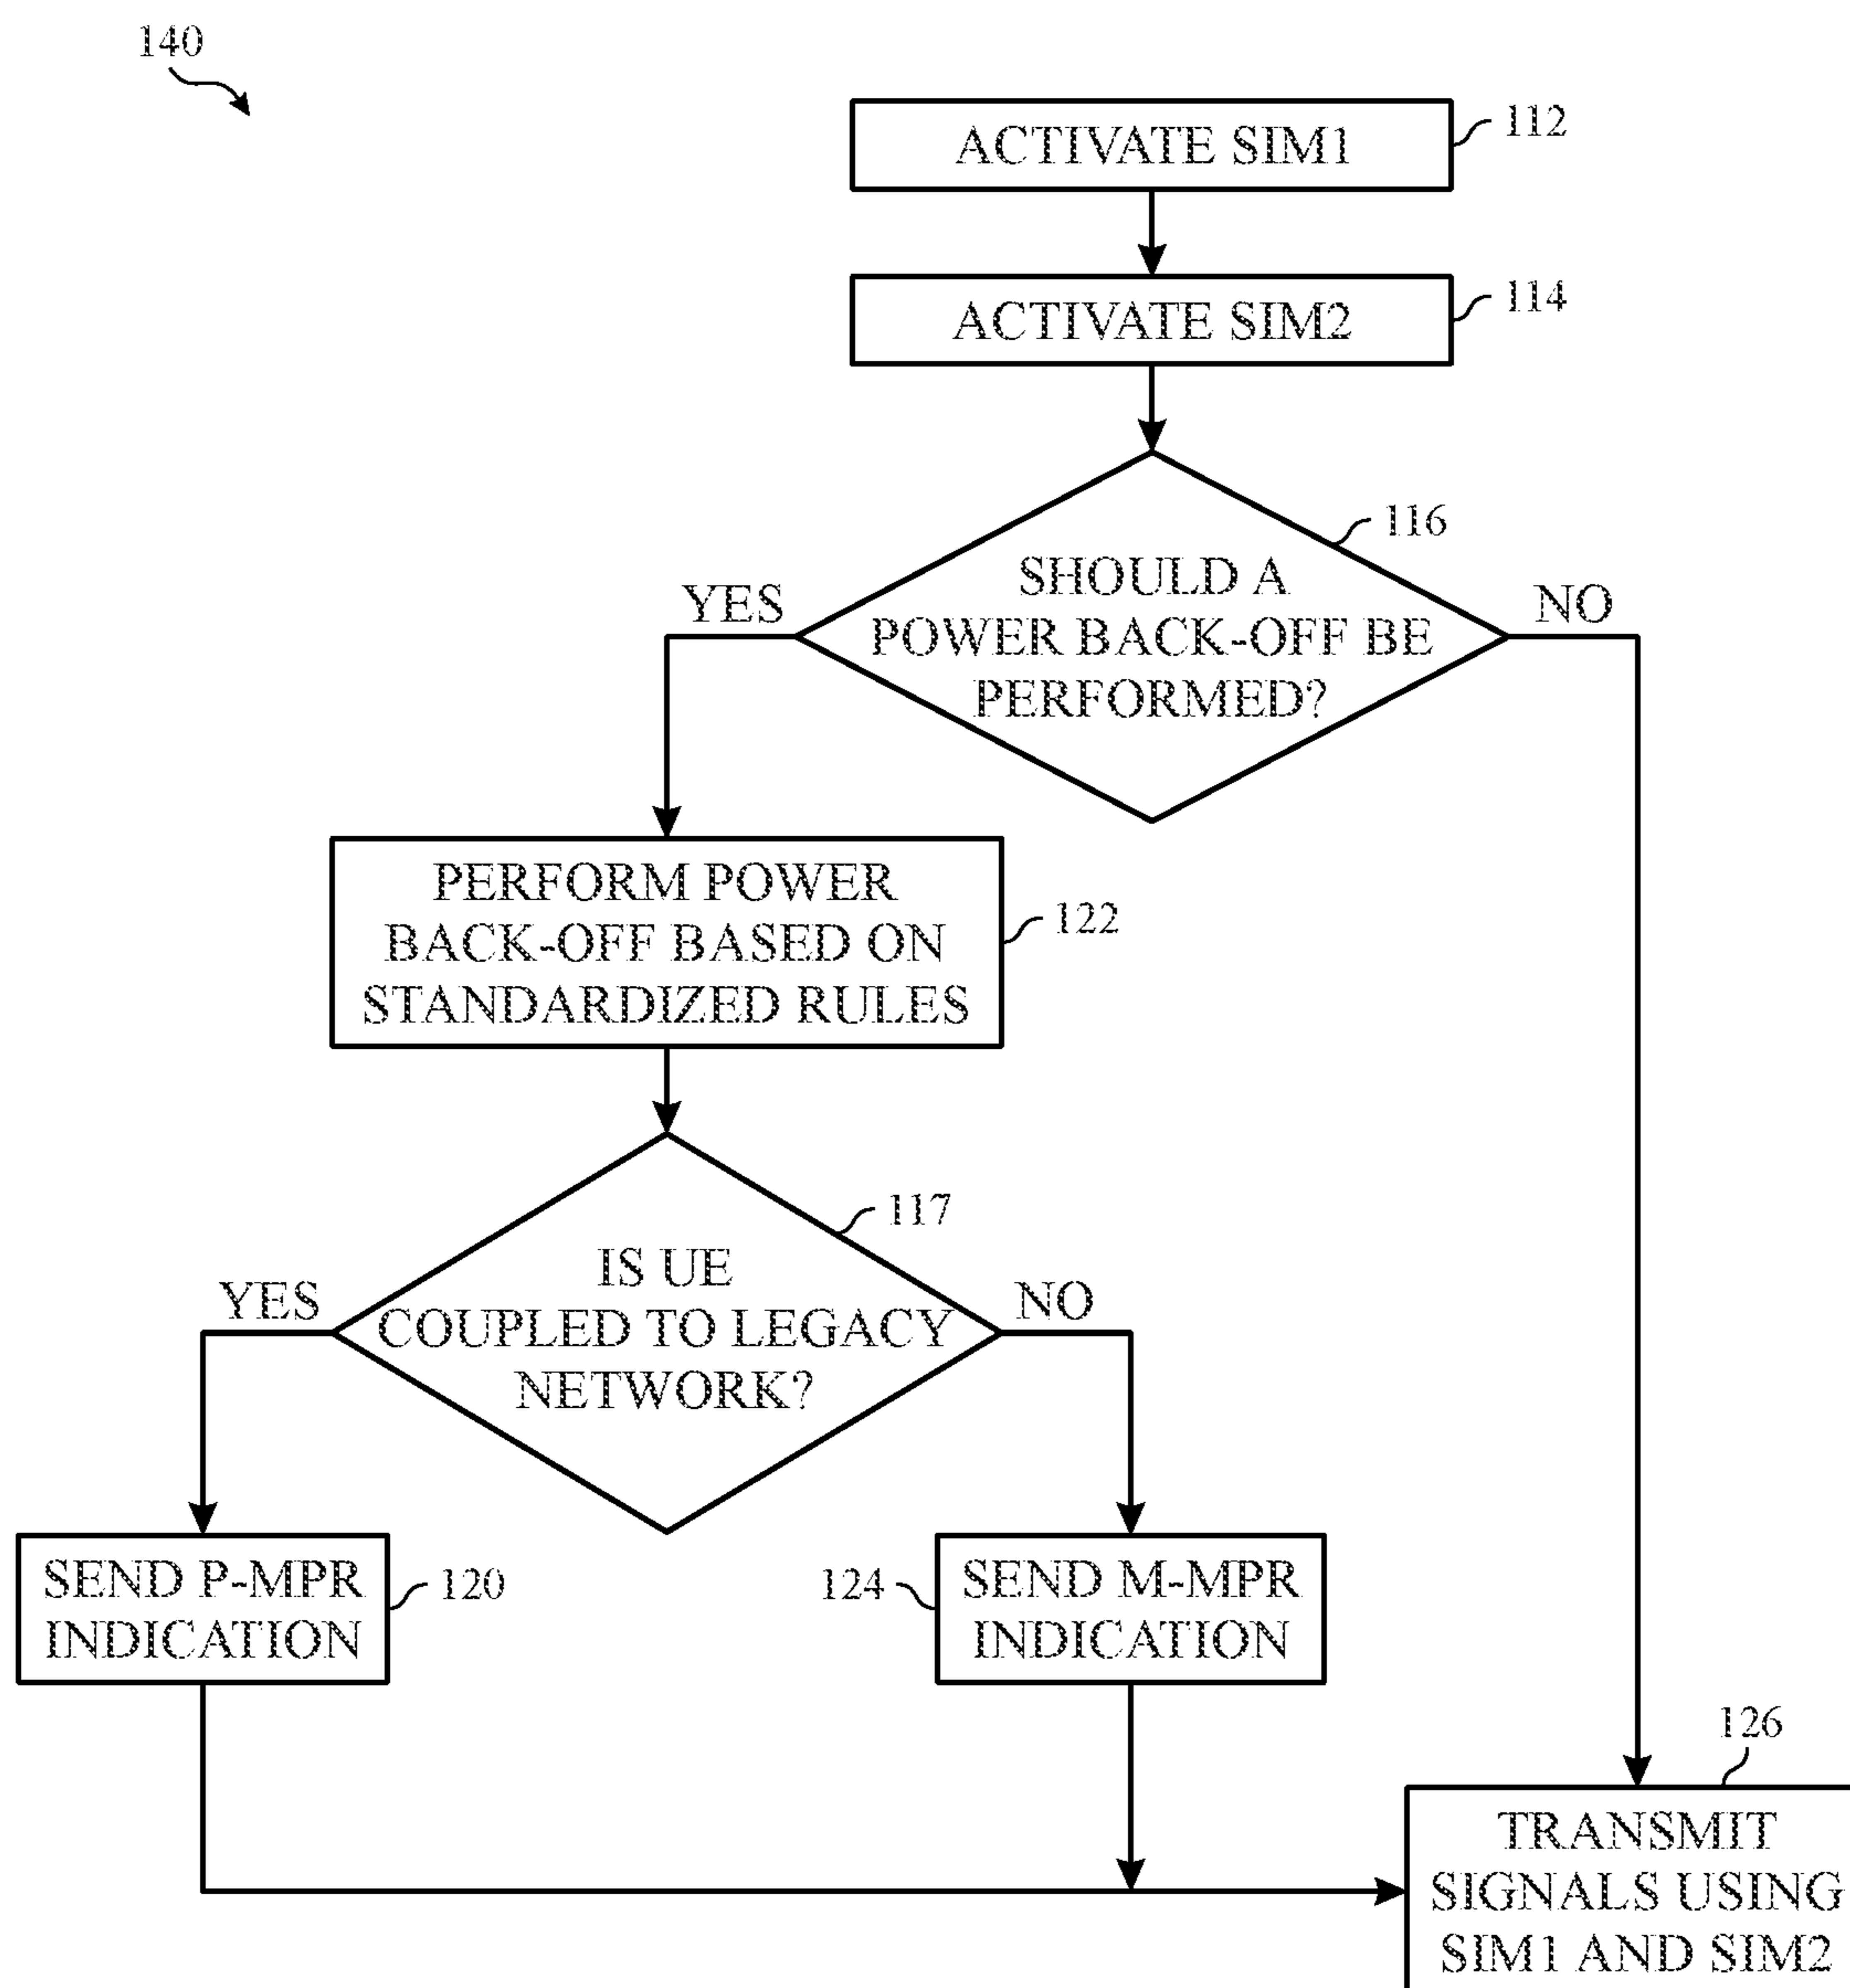 140
ACTIVATE SIM1
112
ACTIVATE SIM2
114
116
SHOULD A
POWER BACK-OFF BE
PERFORMED?
YES
NO
PERFORM POWER
BACK-OFF BASED ON
STANDARDIZED RULES
122
117
IS UE
COUPLED TO LEGACY
NETWORK?
YES
NO
SEND P-MPR
INDICATION
120
124
SEND M-MPR
INDICATION
126
TRANSMIT
SIGNALS USING
SIM1 AND SIM2